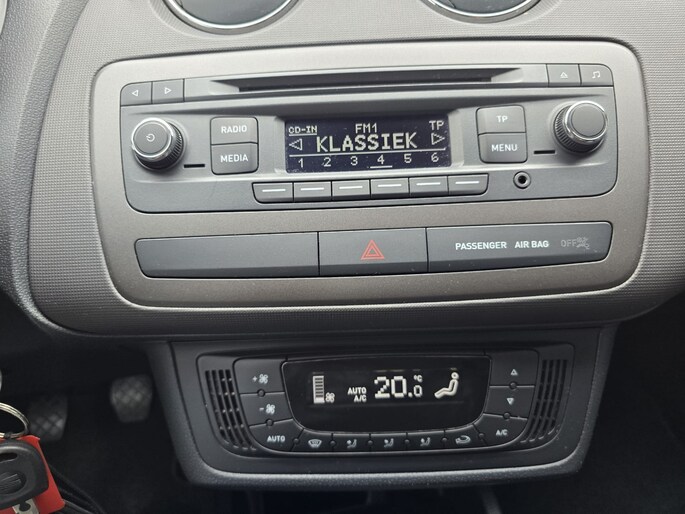 RADIO
MEDIA
CD-IN FM1 TP
KLASSIEK
1 2 3 4 5 6
TP
MENU
PASSENGER AIR BAG OFF
AUTO
A/C
20.0 °C
AUTO
A/C